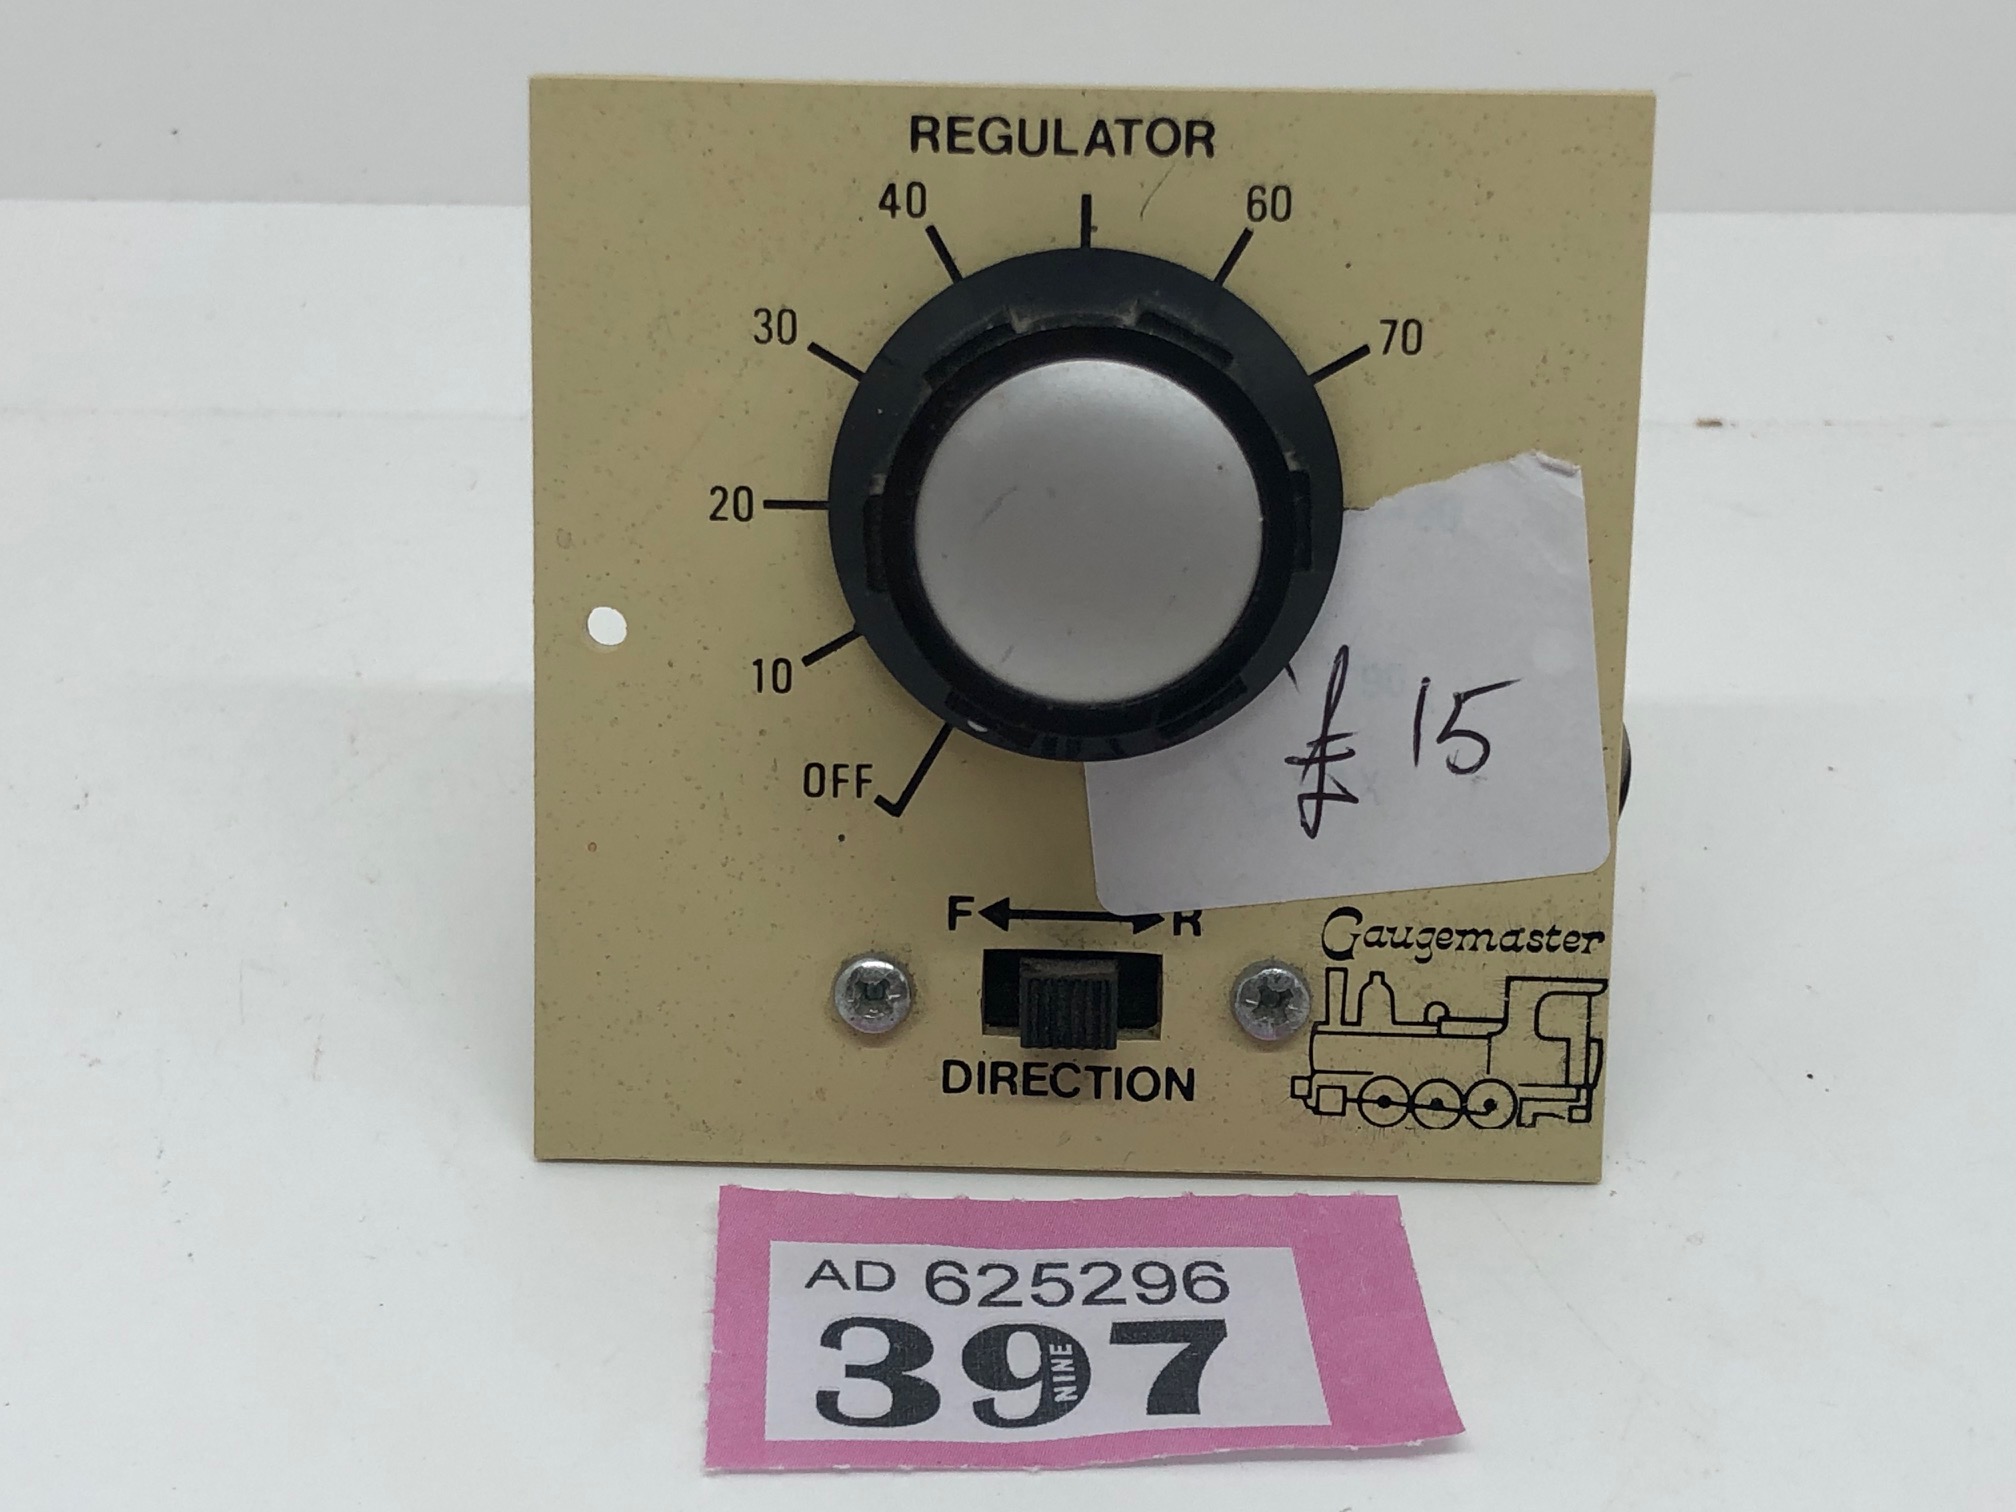 REGULATOR
40
60
30
70
20
10
£ 15
OFF
F R
Gaugemaster
DIRECTION
AD 625296
397
NINE